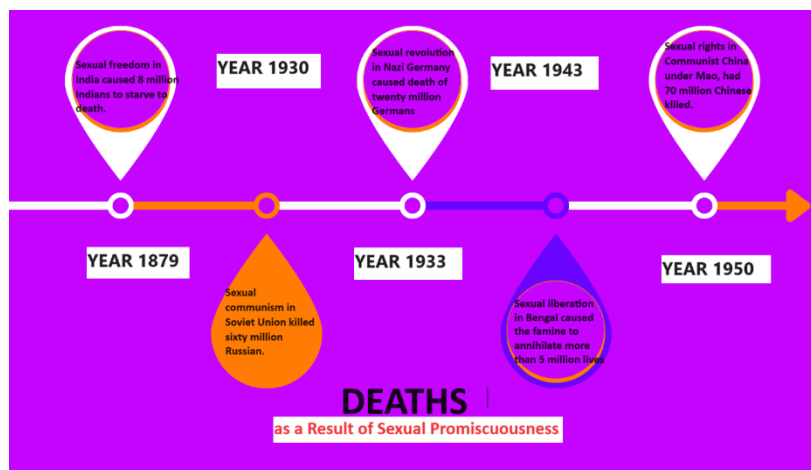 Sexual freedom in
India caused 8 million
Indians to starve to
death.
YEAR 1930
Sexual revolution
in Nazi Germany
caused death of
twenty million
Germans
YEAR 1943
Sexual rights in
Communist China
under Mao, had
70 million Chinese
killed.
YEAR 1879
Sexual
communism in
Soviet Union killed
sixty million
Russian.
YEAR 1933
Sexual liberation
in Bengal caused
the famine to
annihilate more
than 5 million lives
YEAR 1950
DEATHS
as a Result of Sexual Promiscuousness